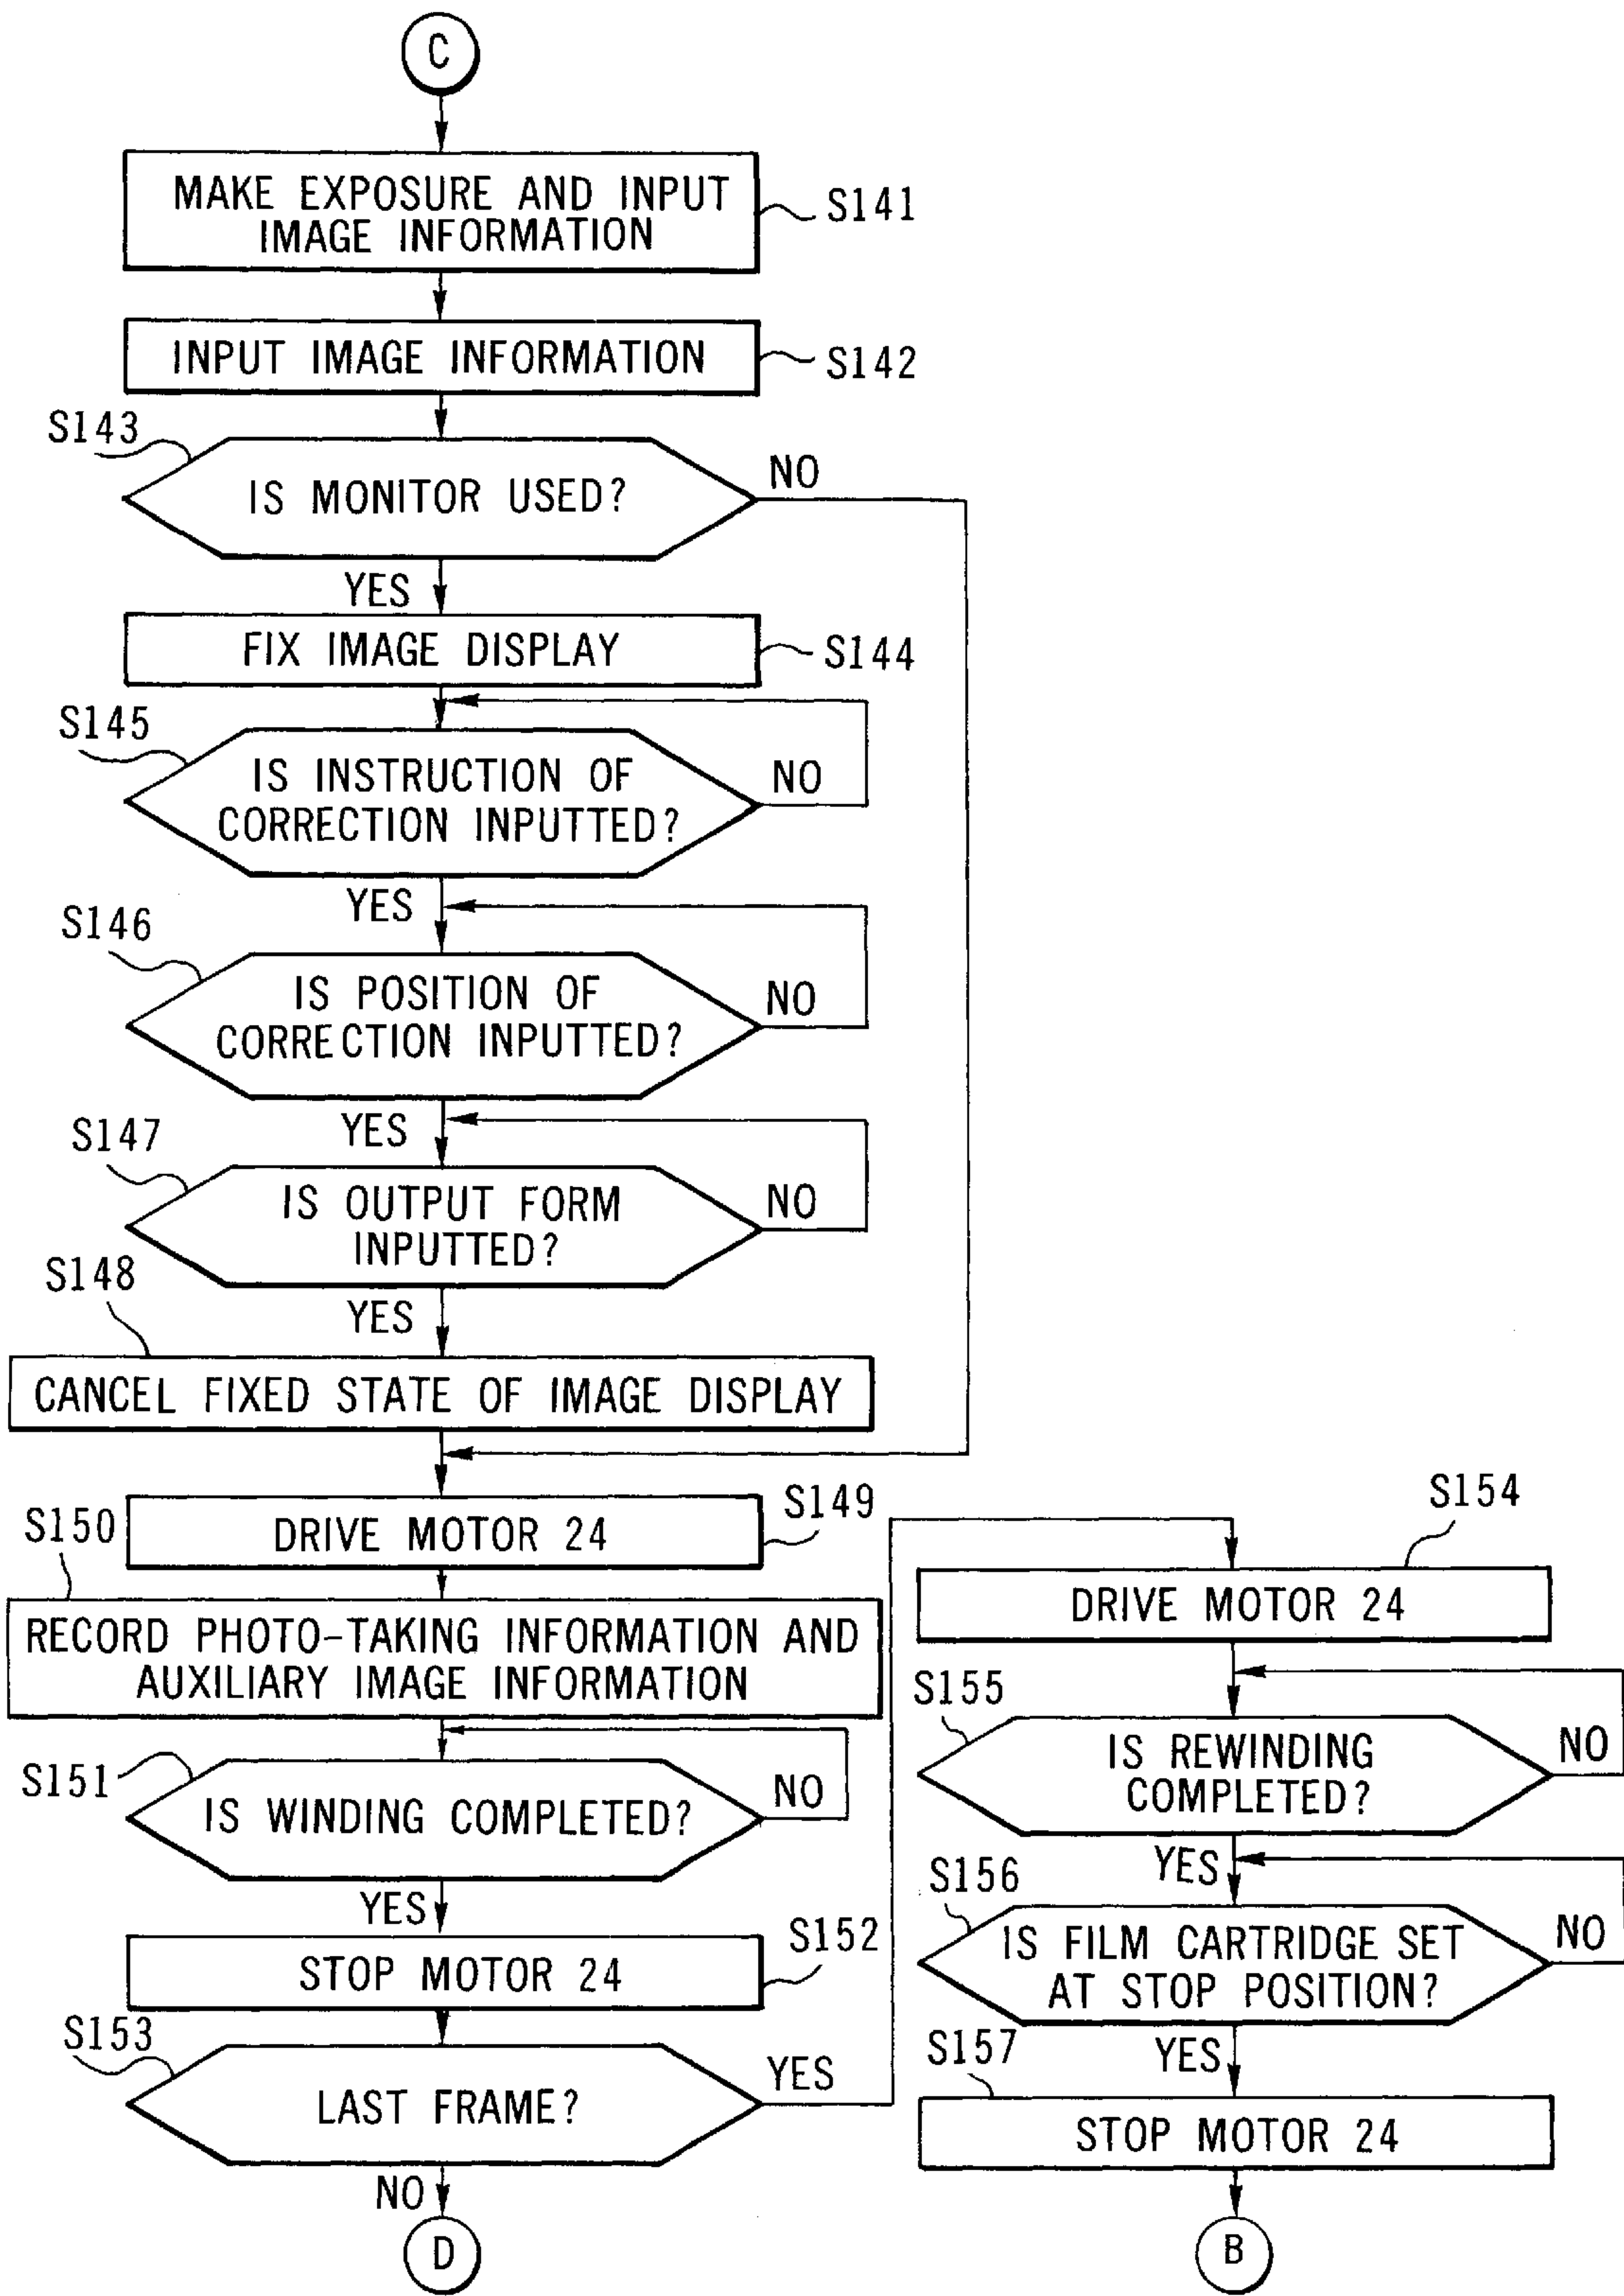 C
MAKE EXPOSURE AND INPUT
IMAGE INFORMATION
S141
INPUT IMAGE INFORMATION
S142
S143
IS MONITOR USED?
NO
YES
FIX IMAGE DISPLAY
S144
S145
IS INSTRUCTION OF
CORRECTION INPUTTED?
NO
YES
S146
IS POSITION OF
CORRECTION INPUTTED?
NO
YES
S147
IS OUTPUT FORM
INPUTTED?
NO
YES
S148
CANCEL FIXED STATE OF IMAGE DISPLAY
S149
DRIVE MOTOR 24
S150
RECORD PHOTO-TAKING INFORMATION AND
AUXILIARY IMAGE INFORMATION
S151
IS WINDING COMPLETED?
NO
YES
S152
STOP MOTOR 24
S153
LAST FRAME?
YES
NO
D
S154
DRIVE MOTOR 24
S155
IS REWINDING
COMPLETED?
NO
YES
S156
IS FILM CARTRIDGE SET
AT STOP POSITION?
NO
YES
S157
STOP MOTOR 24
B